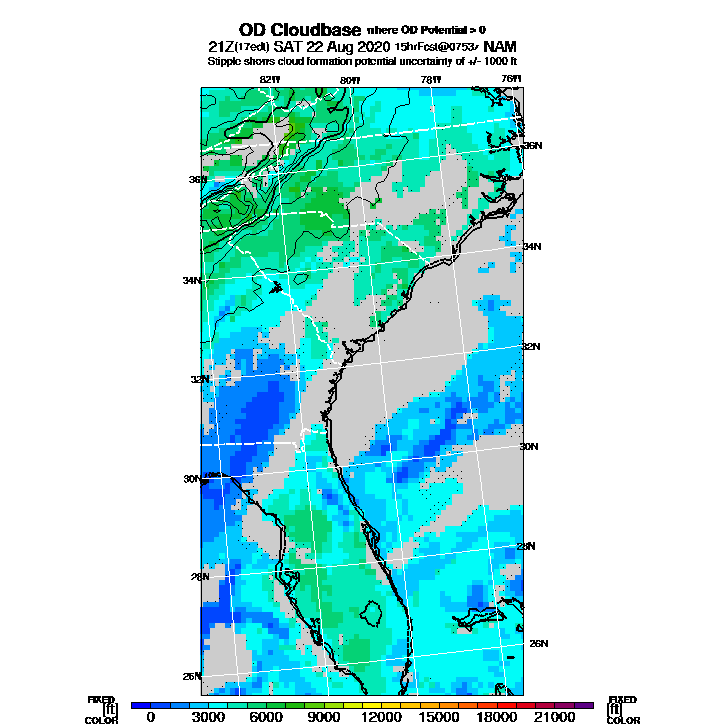 OD Cloudbase where OD Potential > 0
21Z(17edt) SAT 22 Aug 2020 15hrFcst@0753z NAM
Stipple shows cloud formation potential uncertainty of +/- 1000 ft
82W 80W 78W 76W
36N
36N
34N
34N
32N
32N
30N
30N
28N
28N
26N
26N
FIXED FIXED
[ft] [ft]
COLOR COLOR
0 3000 6000 9000 12000 15000 18000 21000